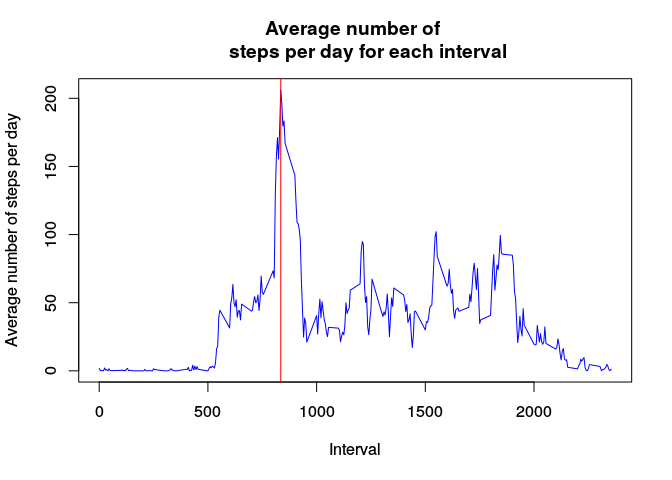 Average number of
steps per day for each interval
Average number of steps per day
200
150
100
50
0
0 500 1000 1500 2000
Interval